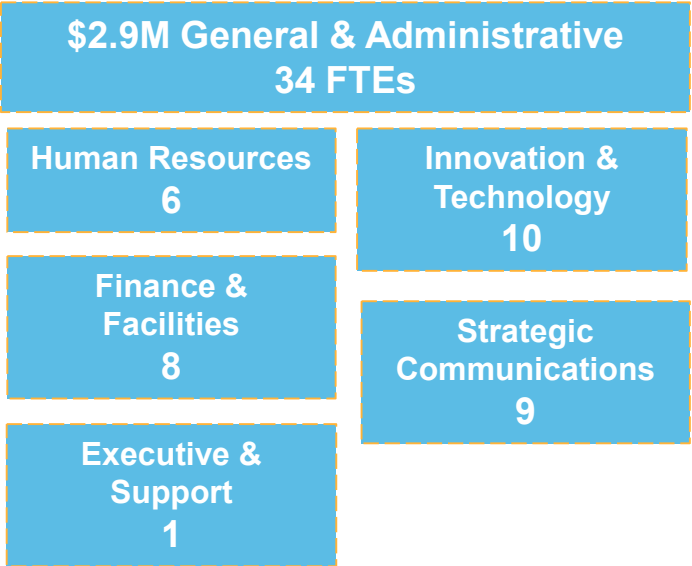 $2.9M General & Administrative
34 FTEs
Human Resources
6
Innovation &
Technology
10
Finance &
Facilities
8
Strategic
Communications
9
Executive &
Support
1